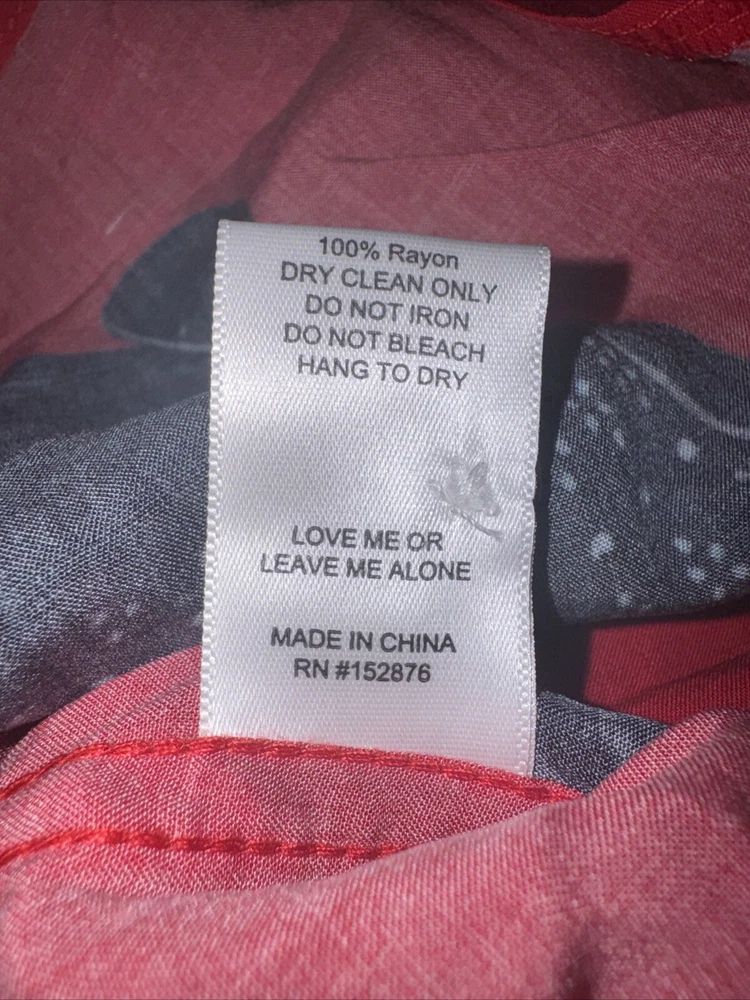 100% Rayon
DRY CLEAN ONLY
DO NOT IRON
DO NOT BLEACH
HANG TO DRY
LOVE ME OR
LEAVE ME ALONE
MADE IN CHINA
RN #152876